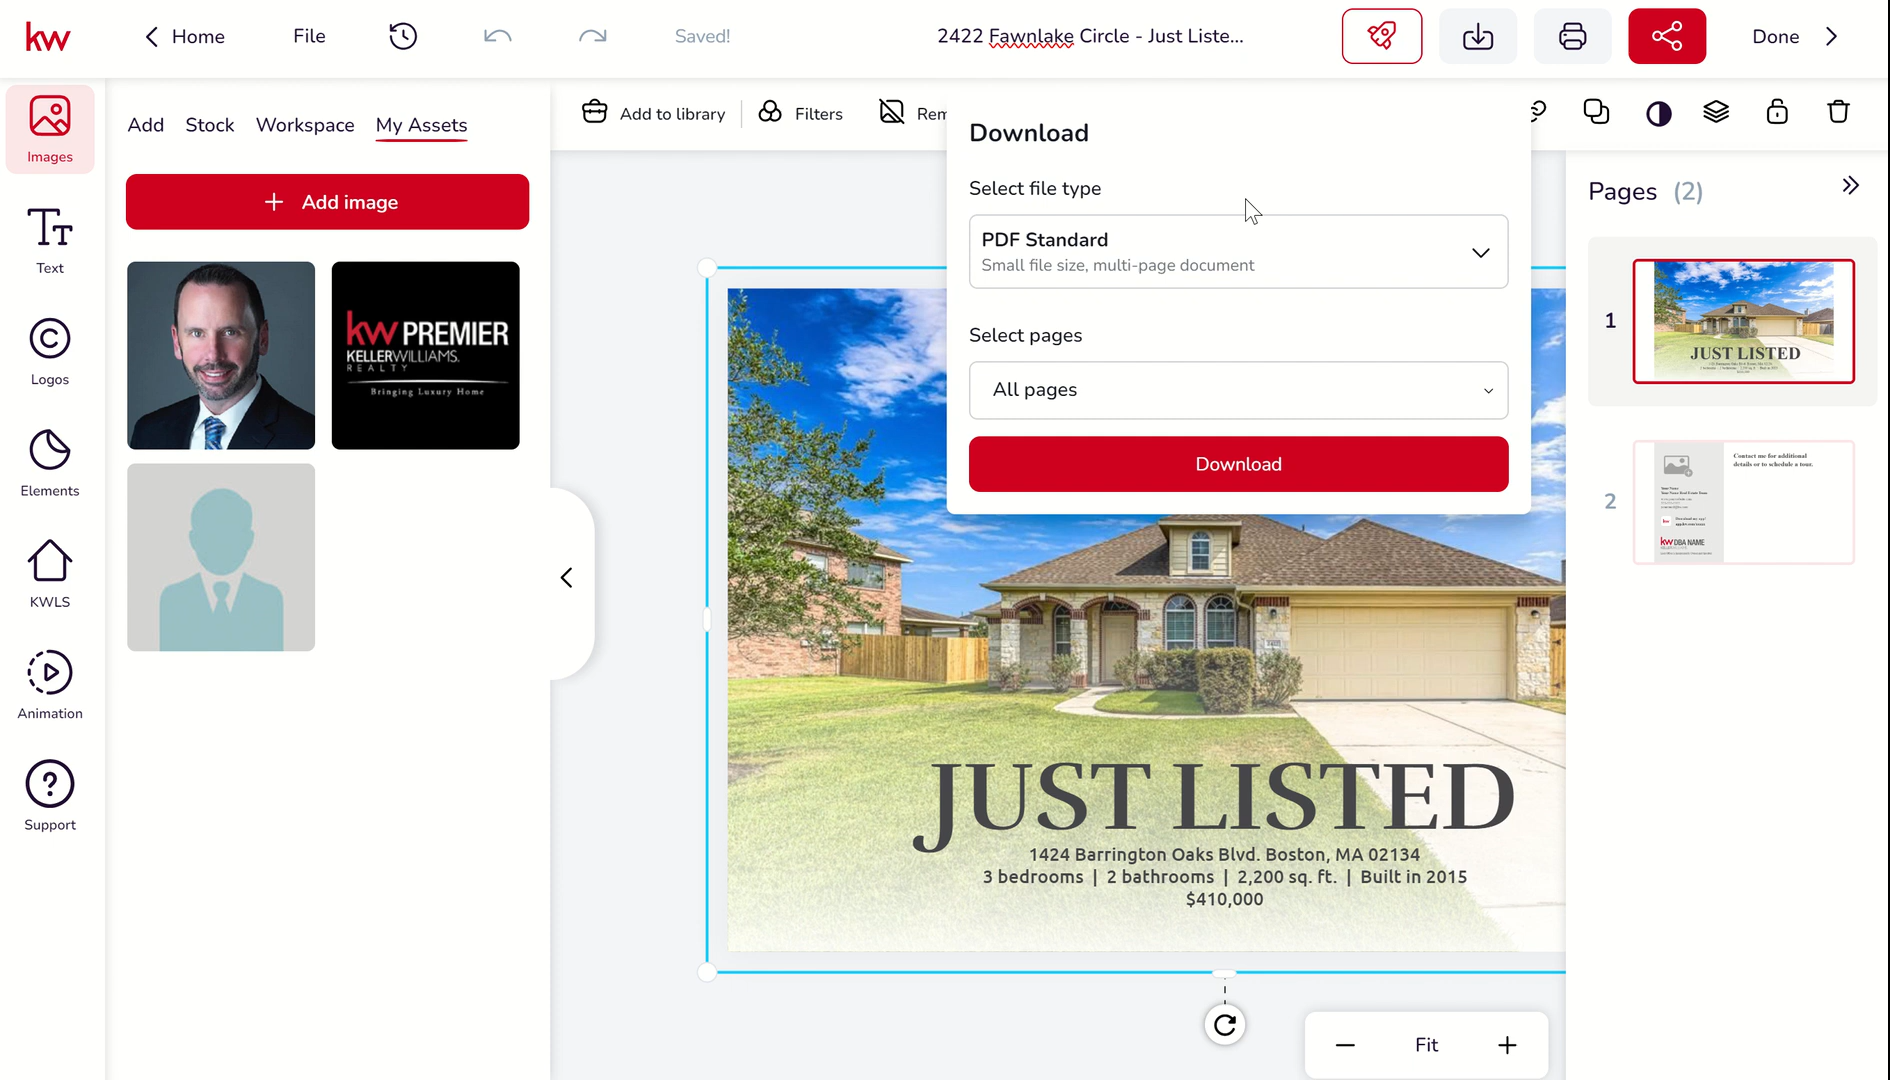 kw
Home
File
Saved!
2422 Fawnlake Circle - Just Liste...
Done
Images
Text
Logos
Elements
KWLS
Animation
Support
Add
Stock
Workspace
My Assets
Add image
kw PREMIER
KELLERWILLIAMS.
REALTY
Bringing Luxury Home
Add to library
Filters
Rem
Download
Select file type
PDF Standard
Small file size, multi-page document
Select pages
All pages
Download
JUST LISTED
1424 Barrington Oaks Blvd. Boston, MA 02134
3 bedrooms | 2 bathrooms | 2,200 sq. ft. | Built in 2015
$410,000
Fit
Pages (2)
1
JUST LISTED
2
Contact me for additional
details or to schedule a tour.
kw DBA NAME